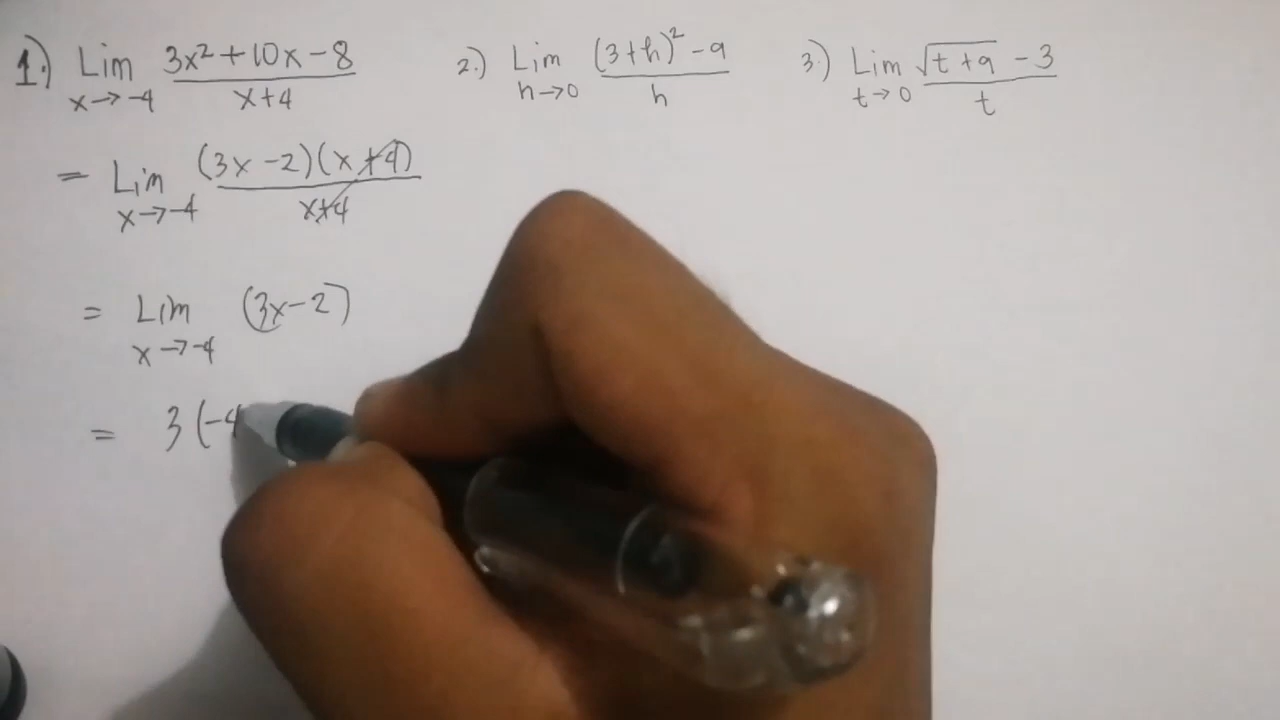 1.) Lim x→-4 (3x² + 10x - 8)/(x+4)
= Lim x→-4 (3x - 2)(x + 4)/(x+4)
= Lim x→-4 (3x - 2)
= 3(-4
2.) Lim h→0 ((3+h)² - 9)/h
3.) Lim t→0 (√(t+9) - 3)/t